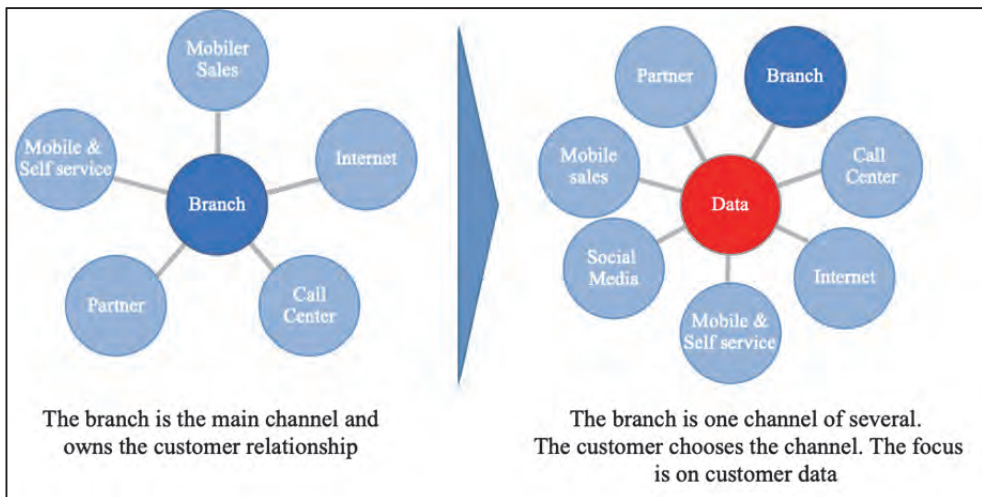 Mobiler
Sales
Mobile &
Self service
Internet
Branch
Partner
Call
Center
The branch is the main channel and
owns the customer relationship
Partner
Branch
Mobile
sales
Call
Center
Data
Social
Media
Internet
Mobile &
Self service
The branch is one channel of several.
The customer chooses the channel. The focus
is on customer data